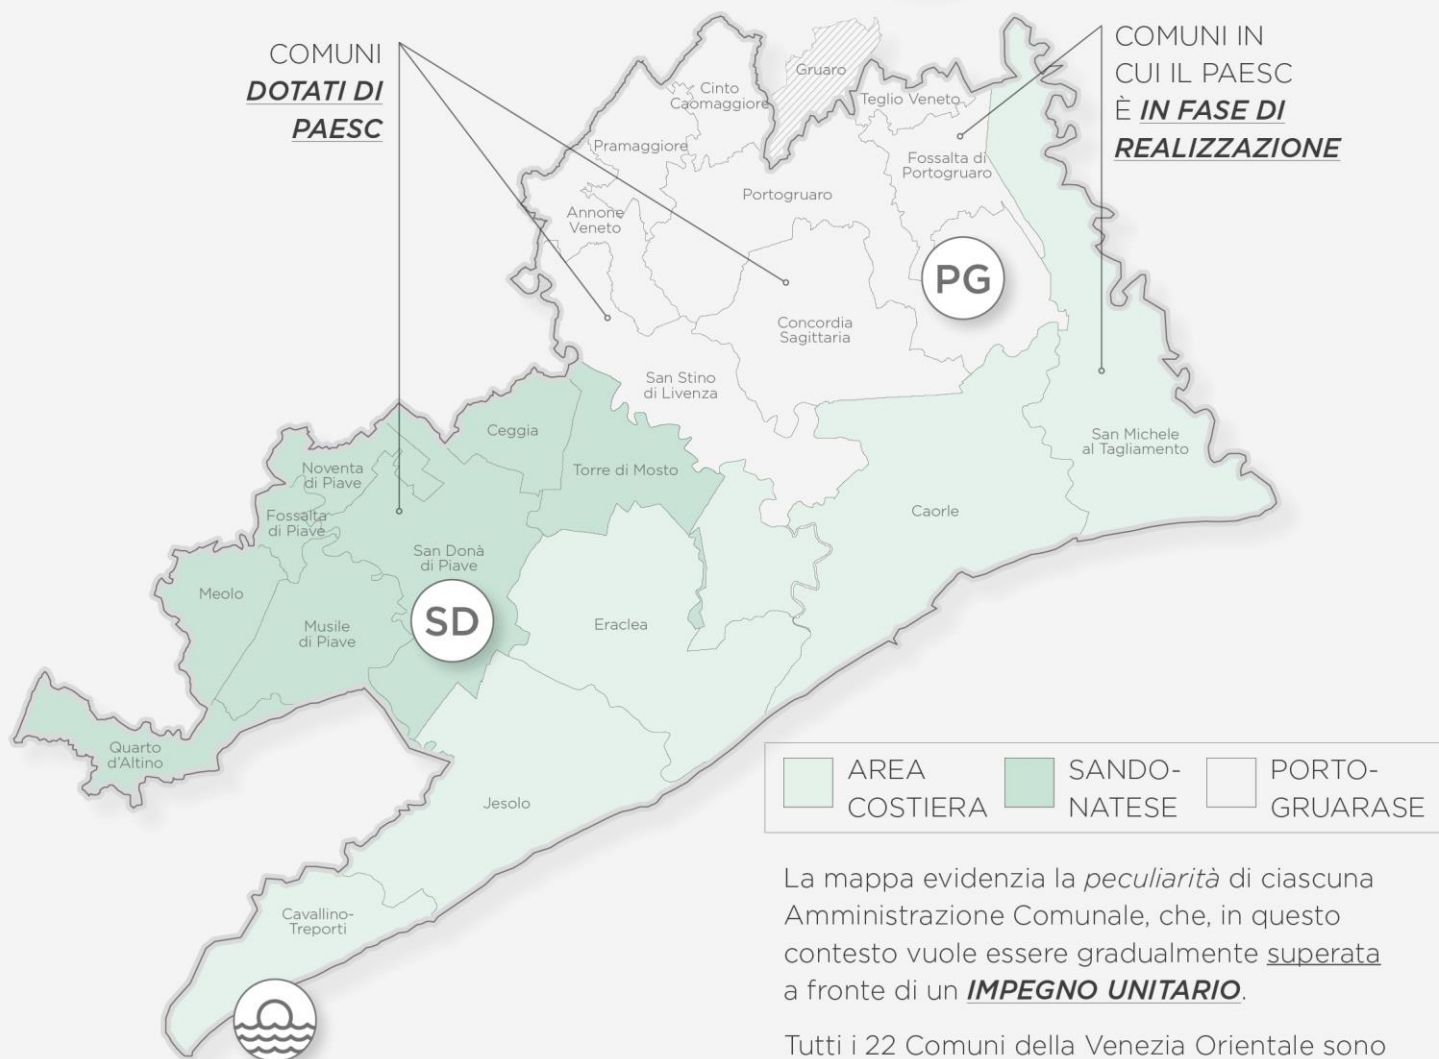 COMUNI
DOTATI DI
PAESC
COMUNI IN
CUI IL PAESC
È IN FASE DI
REALIZZAZIONE
Gruaro
Cinto
Caomaggiore
Teglio Veneto
Pramaggiore
Fossalta di
Portogruaro
Portogruaro
Annone
Veneto
PG
Concordia
Sagittaria
San Stino
di Livenza
Ceggia
San Michele
al Tagliamento
Noventa
di Piave
Torre di Mosto
Caorle
Fossalta
di Piave
San Donà
di Piave
Meolo
SD
Musile
di Piave
Eraclea
Quarto
d'Altino
Jesolo
Cavallino-
Treporti
AREA
COSTIERA
SANDO-
NATESE
PORTO-
GRUARASE
La mappa evidenzia la peculiarità di ciascuna
Amministrazione Comunale, che, in questo
contesto vuole essere gradualmente superata
a fronte di un IMPEGNO UNITARIO.
Tutti i 22 Comuni della Venezia Orientale sono